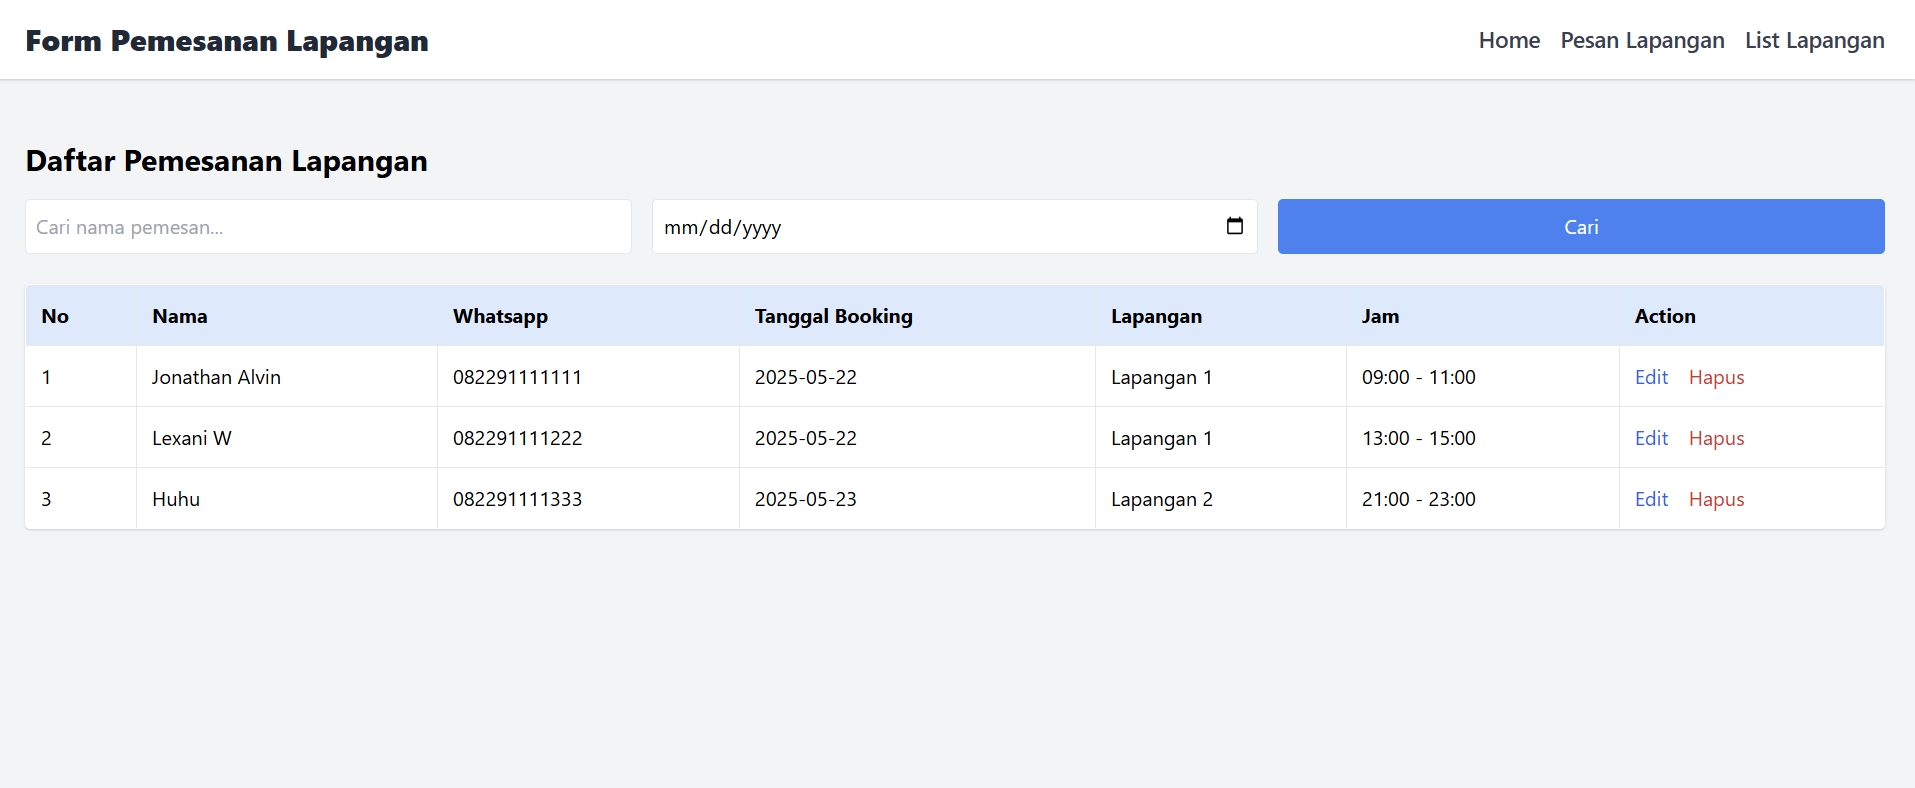 Form Pemesanan Lapangan Home Pesan Lapangan List Lapangan
Daftar Pemesanan Lapangan
Cari nama pemesan... mm/dd/yyyy Cari
No Nama Whatsapp Tanggal Booking Lapangan Jam Action
1 Jonathan Alvin 082291111111 2025-05-22 Lapangan 1 09:00 - 11:00 Edit Hapus
2 Lexani W 082291111222 2025-05-22 Lapangan 1 13:00 - 15:00 Edit Hapus
3 Huhu 082291111333 2025-05-23 Lapangan 2 21:00 - 23:00 Edit Hapus